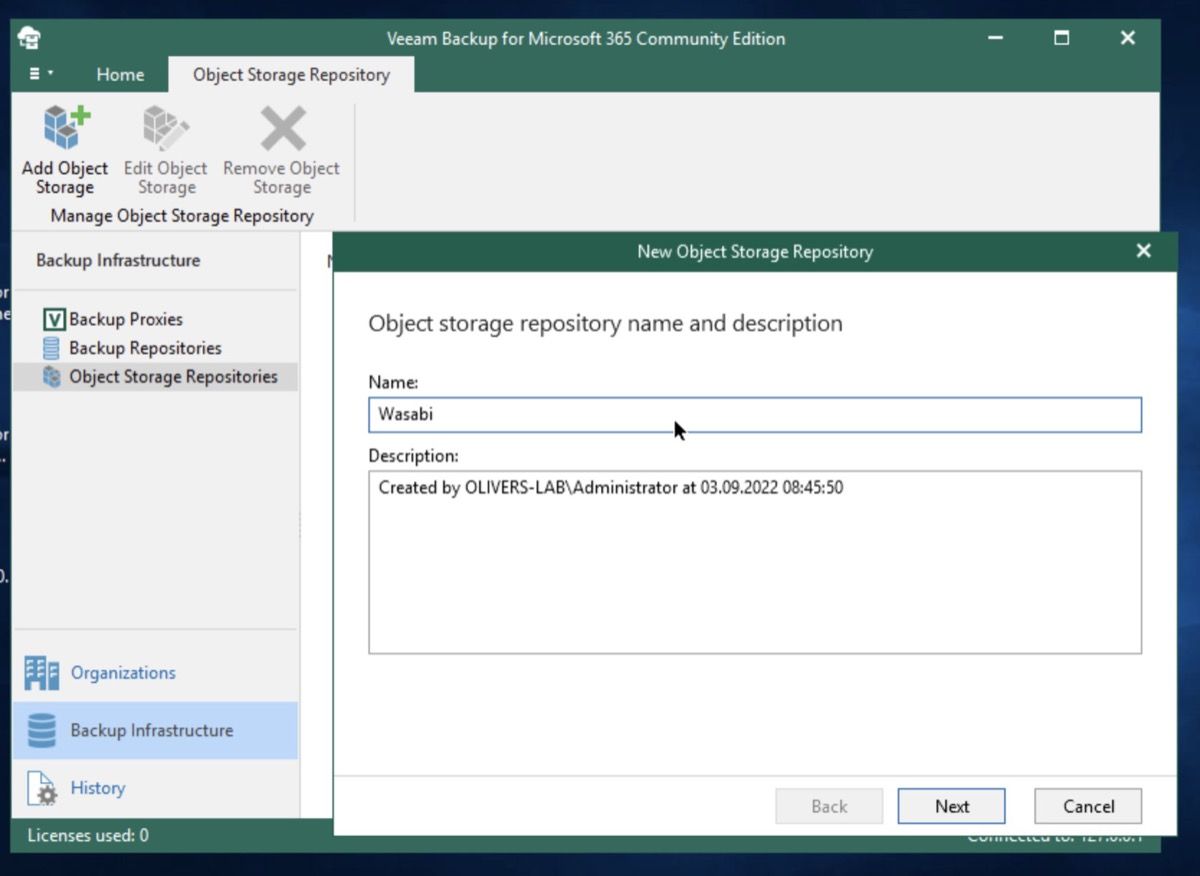 Veeam Backup for Microsoft 365 Community Edition
Home
Object Storage Repository
Add Object
Storage
Edit Object
Storage
Remove Object
Storage
Manage Object Storage Repository
Backup Infrastructure
Backup Proxies
Backup Repositories
Object Storage Repositories
Organizations
Backup Infrastructure
History
Licenses used: 0
New Object Storage Repository
Object storage repository name and description
Name:
Wasabi
Description:
Created by OLIVERS-LAB\Administrator at 03.09.2022 08:45:50
Back
Next
Cancel